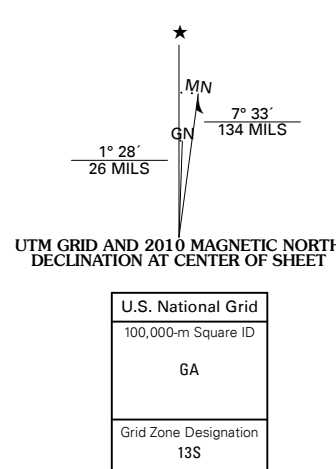 ★
MN
7° 33´
134 MILS
GN
1° 28´
26 MILS
UTM GRID AND 2010 MAGNETIC NORTH
DECLINATION AT CENTER OF SHEET
U.S. National Grid
100,000-m Square ID
GA
Grid Zone Designation
13S